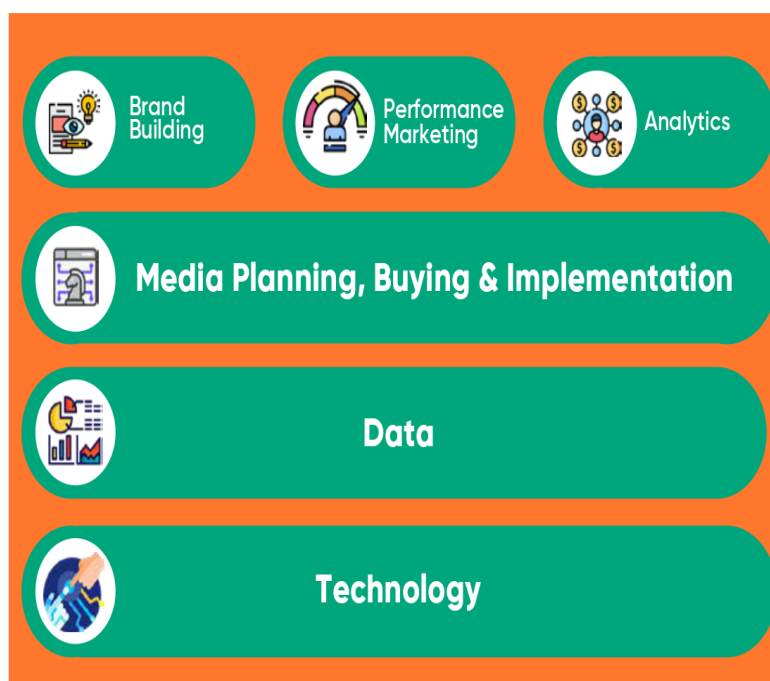 Brand
Building
Performance
Marketing
Analytics
Media Planning, Buying & Implementation
Data
Technology